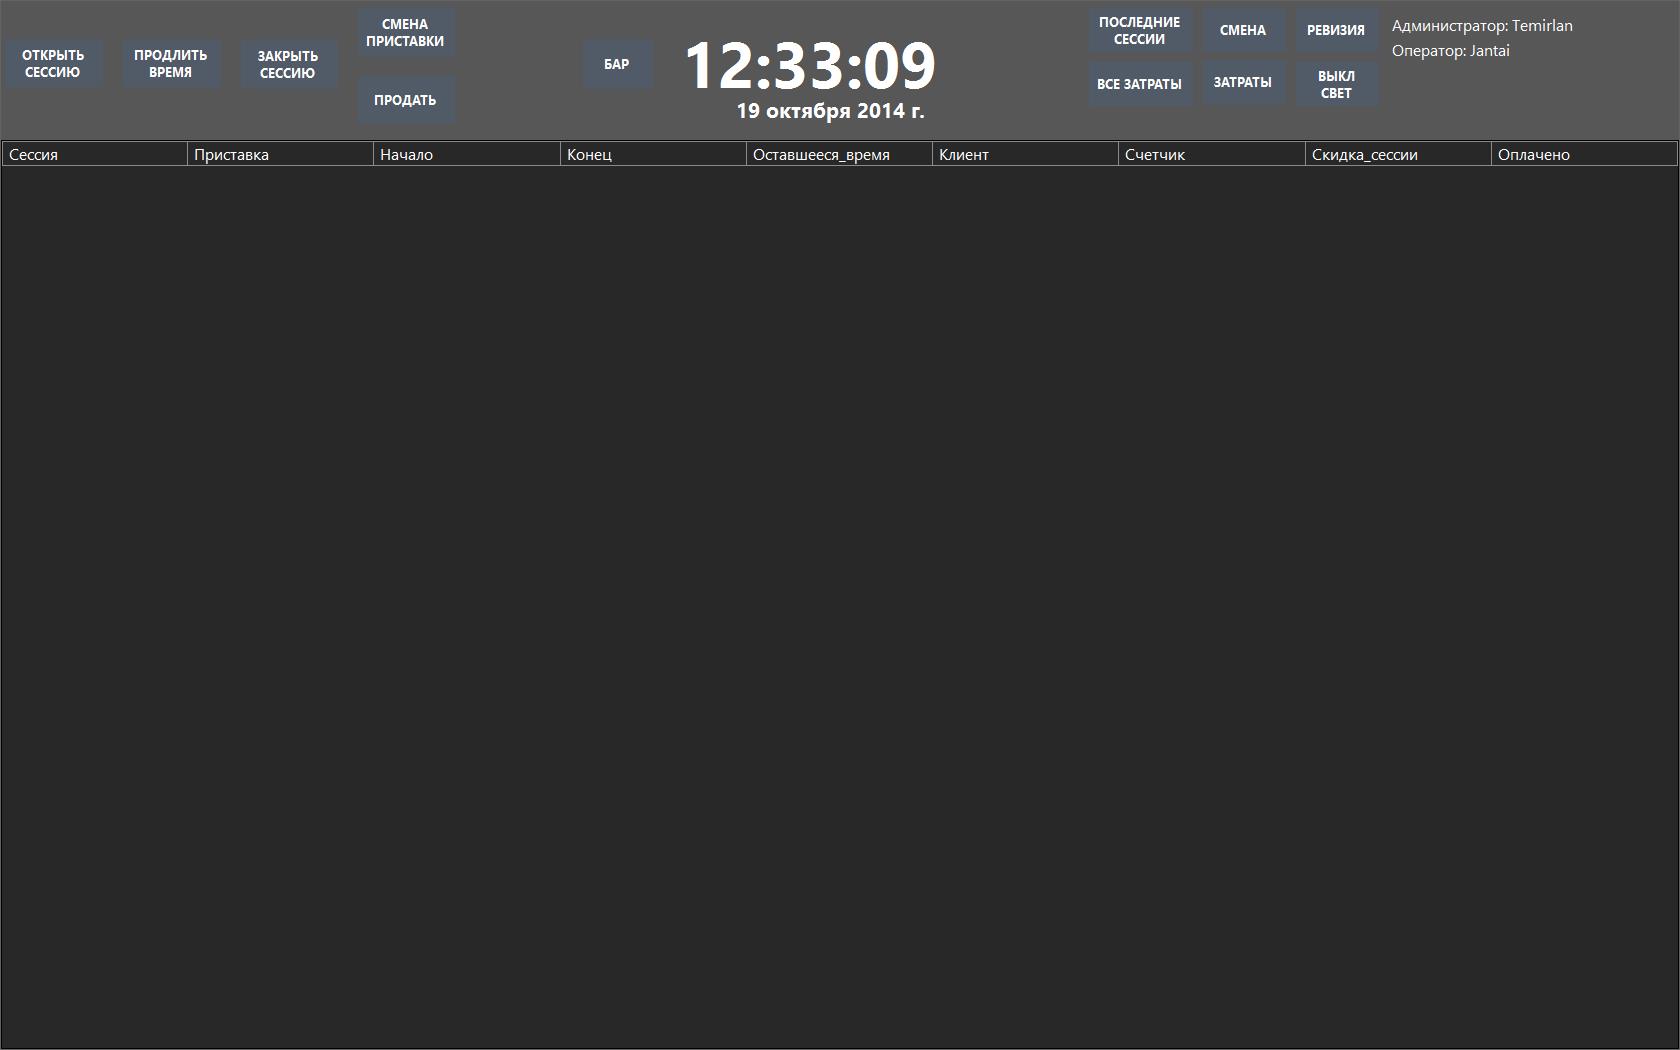 ОТКРЫТЬ
СЕССИЮ
ПРОДЛИТЬ
ВРЕМЯ
ЗАКРЫТЬ
СЕССИЮ
СМЕНА
ПРИСТАВКИ
ПРОДАТЬ
БАР
12:33:09
19 октября 2014 г.
ПОСЛЕДНИЕ
СЕССИИ
СМЕНА
РЕВИЗИЯ
ВСЕ ЗАТРАТЫ
ЗАТРАТЫ
ВЫКЛ
СВЕТ
Администратор: Temirlan
Оператор: Jantai
Сессия Приставка Начало Конец Оставшееся_время Клиент Счетчик Скидка_сессии Оплачено